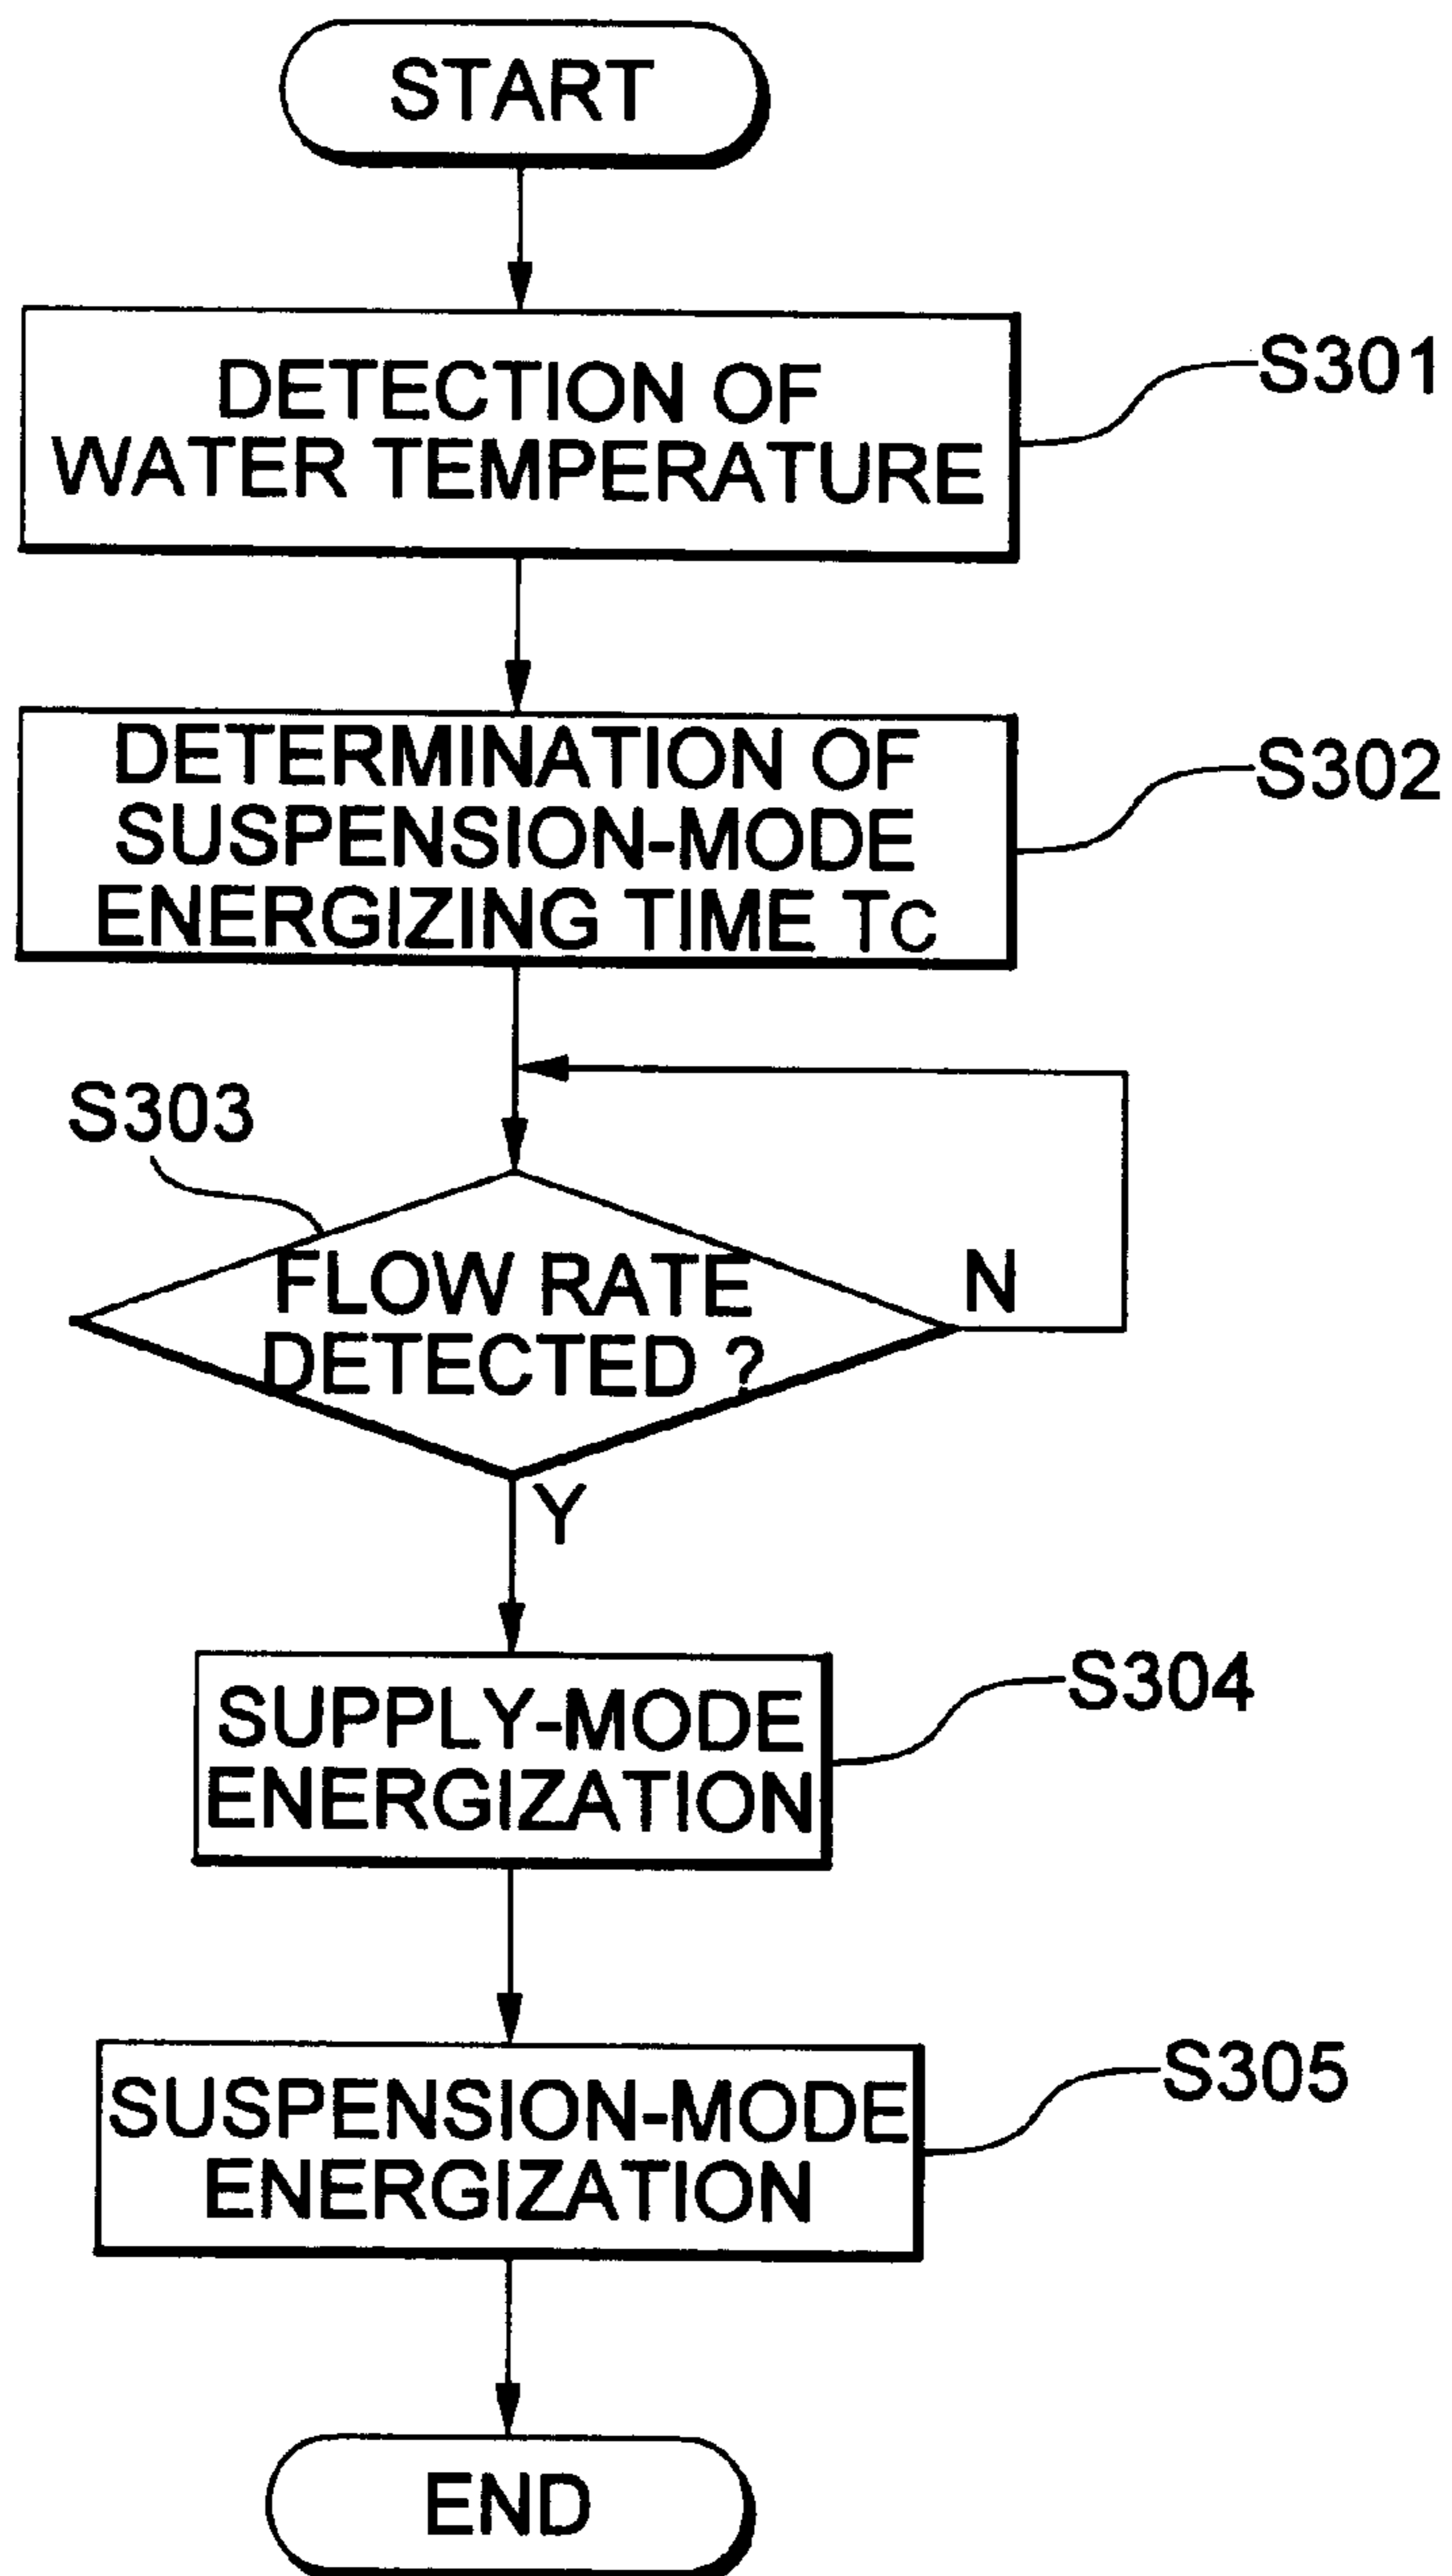 START
DETECTION OF
WATER TEMPERATURE
S301
DETERMINATION OF
SUSPENSION-MODE
ENERGIZING TIME TC
S302
S303
FLOW RATE
DETECTED ?
N
Y
SUPPLY-MODE
ENERGIZATION
S304
SUSPENSION-MODE
ENERGIZATION
S305
END